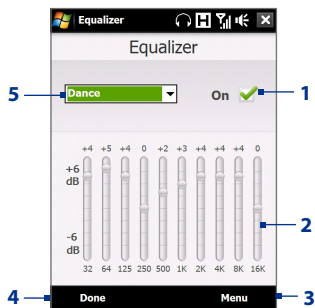 Equalizer
H
Equalizer
5
Dance
On
1
+4 +5 +4 0 +2 +3 +4 +4 +4 0
+6
dB
2
-6
dB
32 64 125 250 500 1K 2K 4K 8K 16K
4
Done
Menu
3